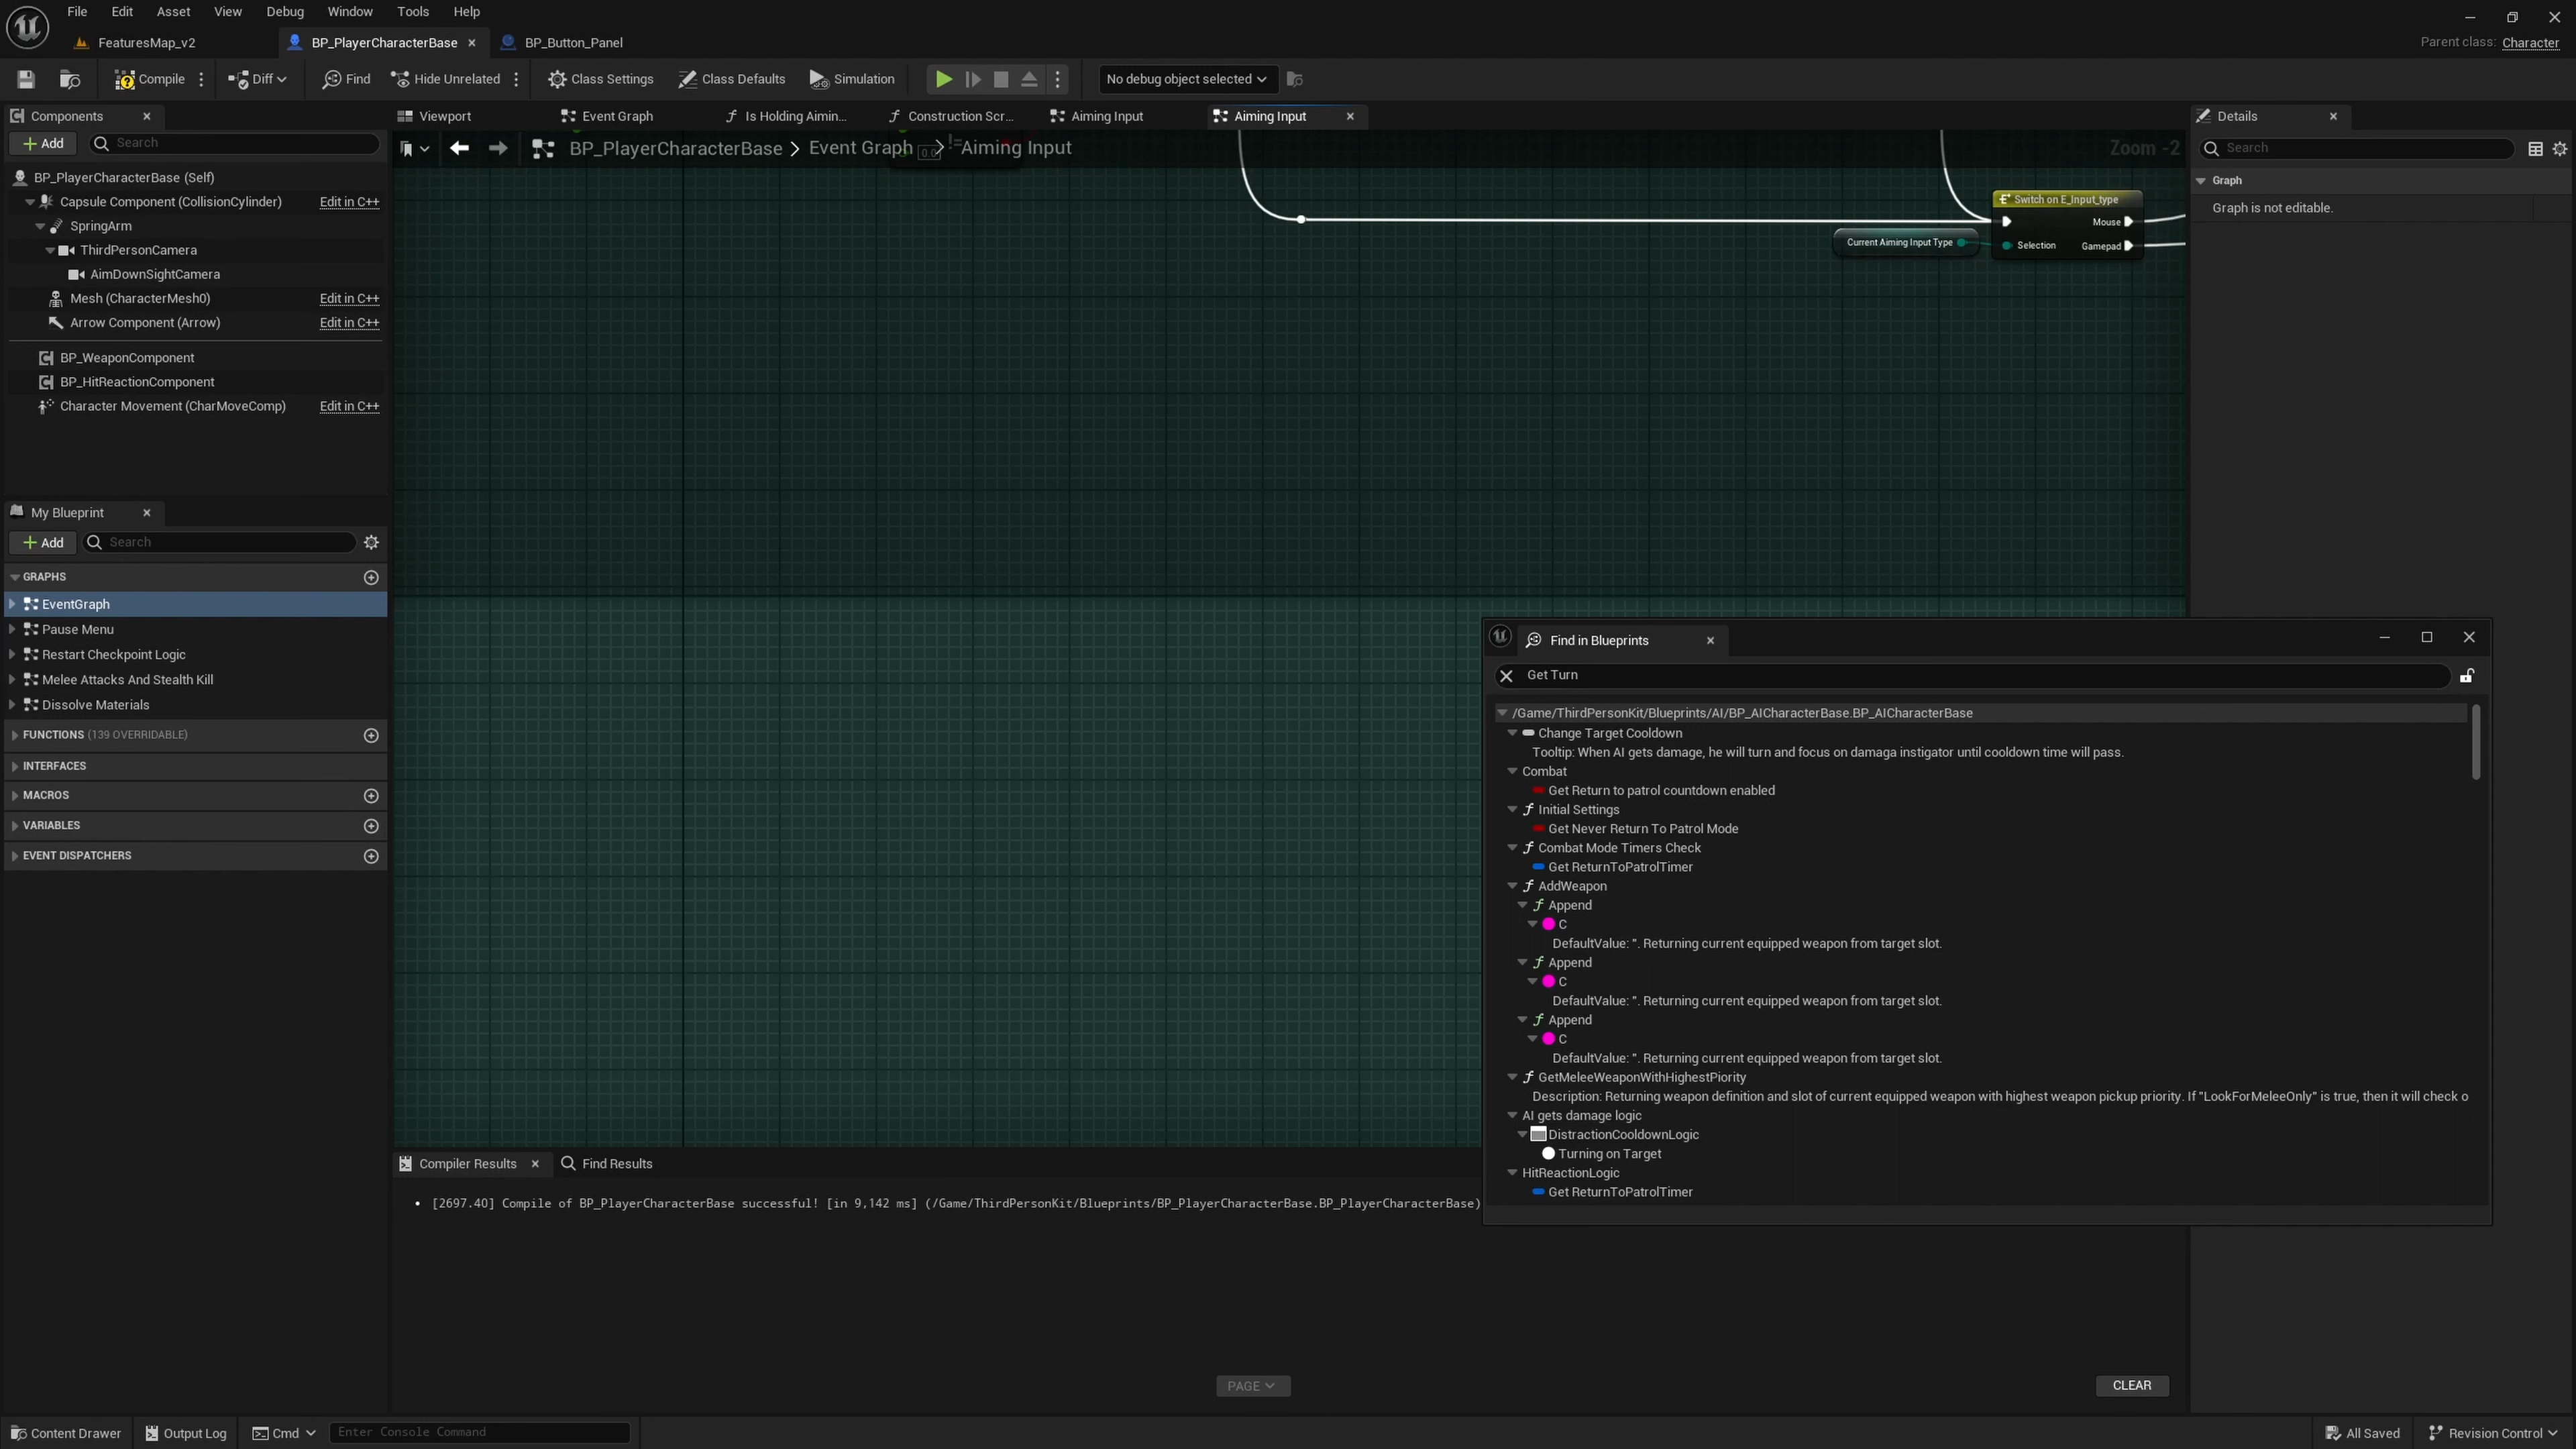 File Edit Asset View Debug Window Tools Help
FeaturesMap_v2 BP_PlayerCharacterBase BP_Button_Panel
Parent class: Character
Compile Diff Find Hide Unrelated Class Settings Class Defaults Simulation No debug object selected
Components
Viewport Event Graph Is Holding Aimin... Construction Scr... Aiming Input Aiming Input
Details
Add Search
BP_PlayerCharacterBase > Event Graph > Aiming Input
Zoom -2
Search
BP_PlayerCharacterBase (Self)
Capsule Component (CollisionCylinder) Edit in C++
SpringArm
ThirdPersonCamera
AimDownSightCamera
Mesh (CharacterMesh0) Edit in C++
Arrow Component (Arrow) Edit in C++
BP_WeaponComponent
BP_HitReactionComponent
Character Movement (CharMoveComp) Edit in C++
Switch on E_Input_type
Mouse
Current Aiming Input Type
Selection Gamepad
Graph
Graph is not editable.
My Blueprint
Add Search
GRAPHS
EventGraph
Pause Menu
Restart Checkpoint Logic
Melee Attacks And Stealth Kill
Dissolve Materials
FUNCTIONS (139 OVERRIDABLE)
INTERFACES
MACROS
VARIABLES
EVENT DISPATCHERS
Find in Blueprints
Get Turn
/Game/ThirdPersonKit/Blueprints/AI/BP_AICharacterBase.BP_AICharacterBase
Change Target Cooldown
Tooltip: When AI gets damage, he will turn and focus on damaga instigator until cooldown time will pass.
Combat
Get Return to patrol countdown enabled
Initial Settings
Get Never Return To Patrol Mode
Combat Mode Timers Check
Get ReturnToPatrolTimer
AddWeapon
Append
C
DefaultValue: ". Returning current equipped weapon from target slot.
Append
C
DefaultValue: ". Returning current equipped weapon from target slot.
Append
C
DefaultValue: ". Returning current equipped weapon from target slot.
GetMeleeWeaponWithHighestPiority
Description: Returning weapon definition and slot of current equipped weapon with highest weapon pickup priority. If "LookForMeleeOnly" is true, then it will check o
AI gets damage logic
DistractionCooldownLogic
Turning on Target
HitReactionLogic
Get ReturnToPatrolTimer
Compiler Results Find Results
[2697.40] Compile of BP_PlayerCharacterBase successful! [in 9,142 ms] (/Game/ThirdPersonKit/Blueprints/BP_PlayerCharacterBase.BP_PlayerCharacterBase)
PAGE
CLEAR
Content Drawer Output Log Cmd Enter Console Command
All Saved Revision Control